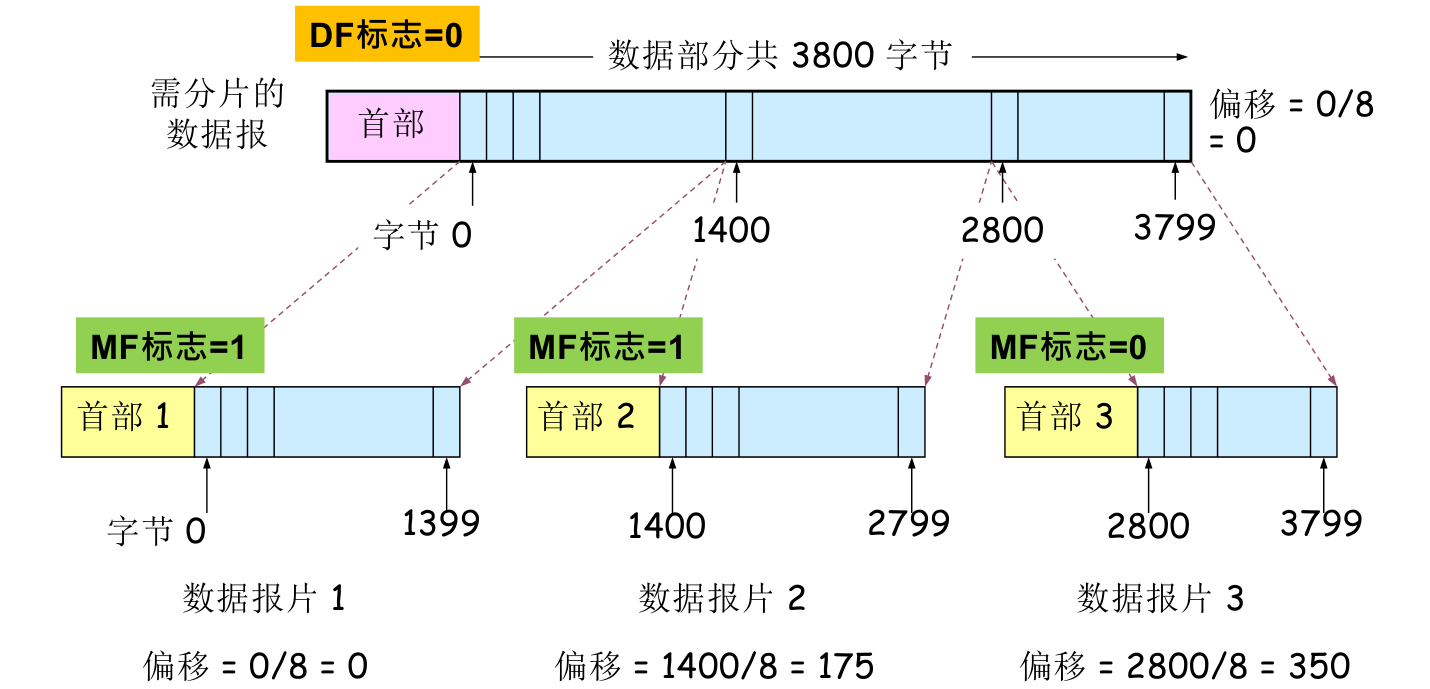 DF标志=0
数据部分共 3800 字节
需分片的
数据报
首部
偏移 = 0/8
= 0
字节 0
1400
2800
3799
MF标志=1
MF标志=1
MF标志=0
首部 1
首部 2
首部 3
字节 0
1399
1400
2799
2800
3799
数据报片 1
数据报片 2
数据报片 3
偏移 = 0/8 = 0
偏移 = 1400/8 = 175
偏移 = 2800/8 = 350